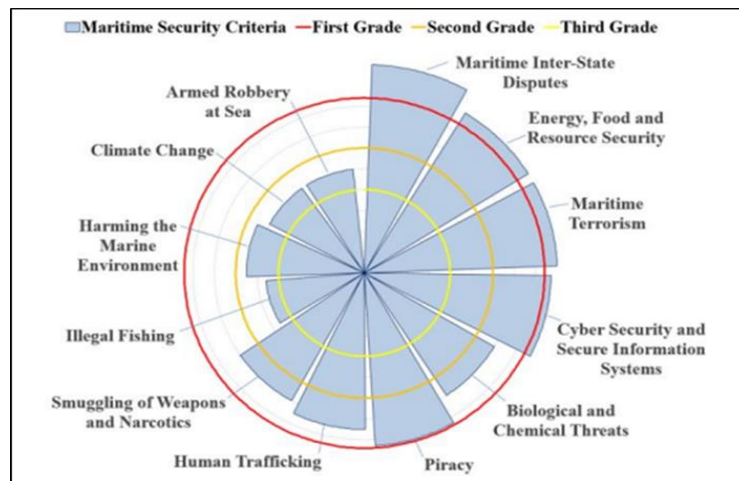 Maritime Security Criteria First Grade Second Grade Third Grade
Maritime Inter-State
Disputes
Energy, Food and
Resource Security
Maritime
Terrorism
Cyber Security and
Secure Information
Systems
Biological and
Chemical Threats
Piracy
Human Trafficking
Smuggling of Weapons
and Narcotics
Illegal Fishing
Harming the
Marine
Environment
Climate Change
Armed Robbery
at Sea